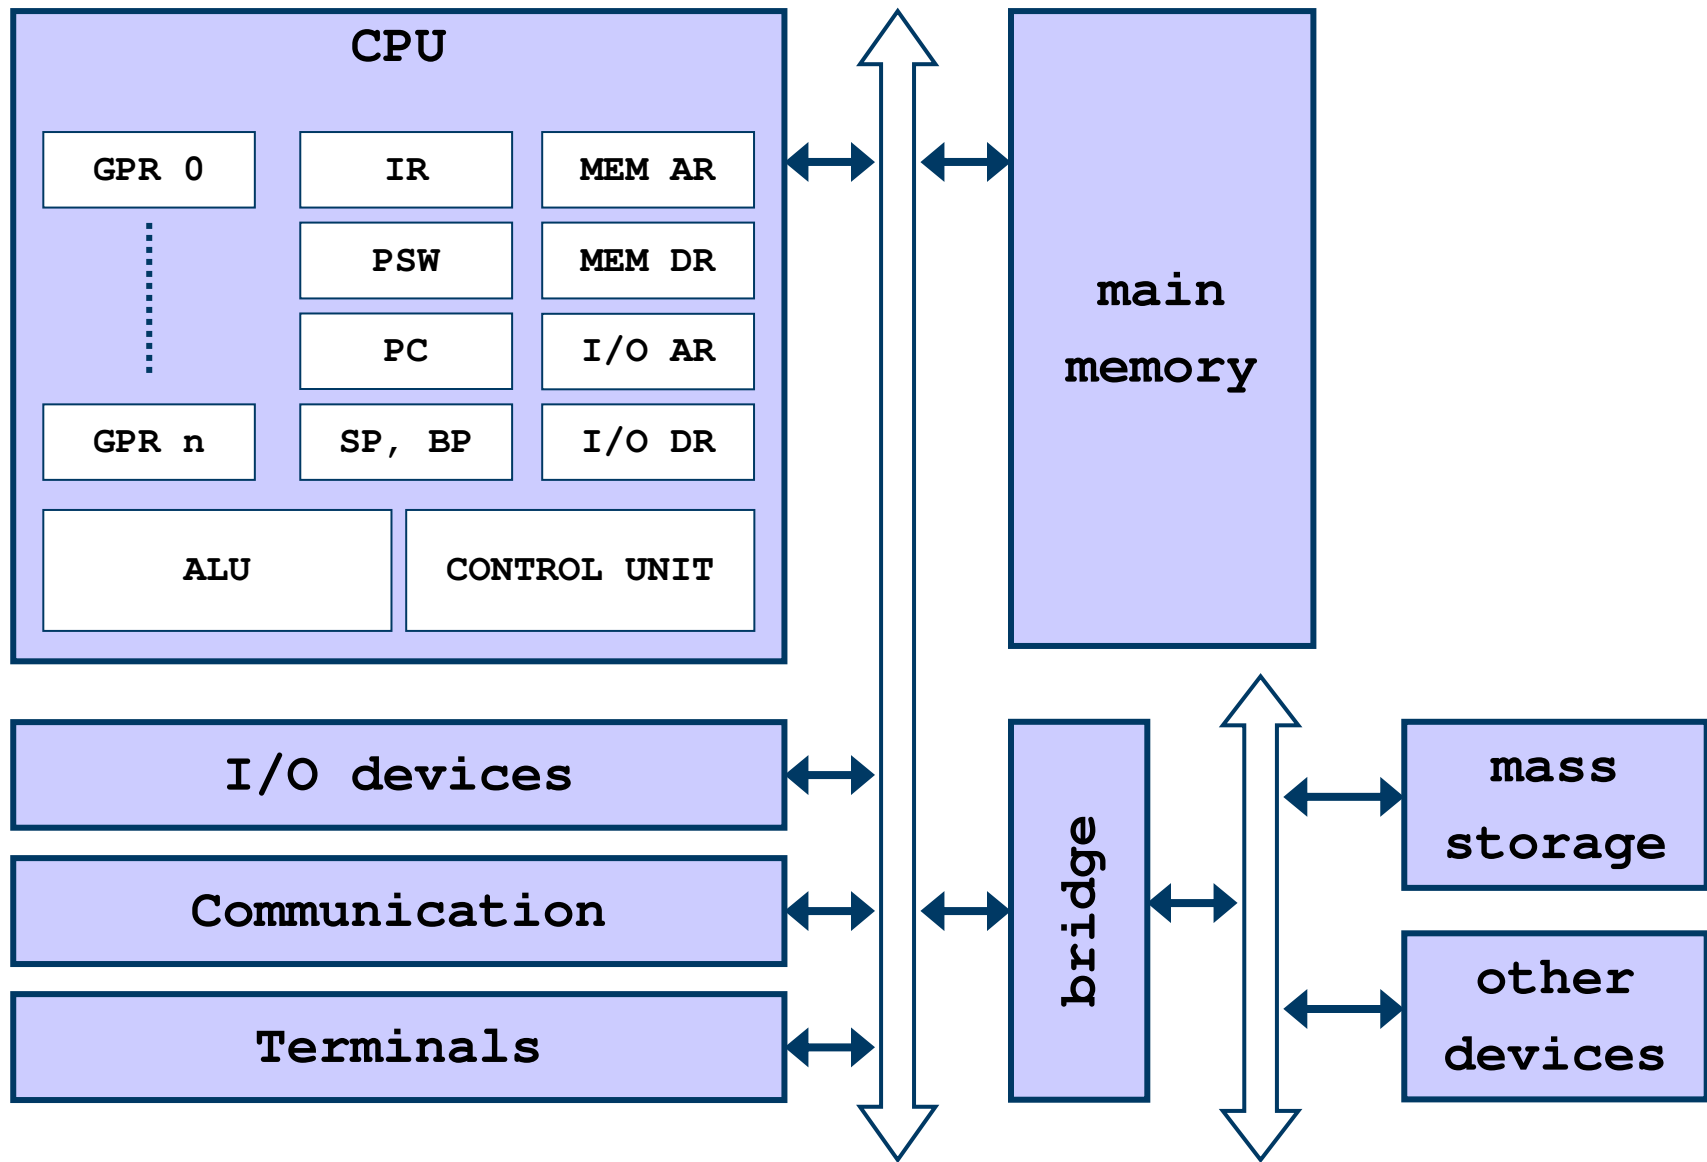 CPU
GPR 0
IR
MEM AR
PSW
MEM DR
PC
I/O AR
GPR n
SP, BP
I/O DR
ALU
CONTROL UNIT
main
memory
I/O devices
Communication
Terminals
bridge
mass
storage
other
devices